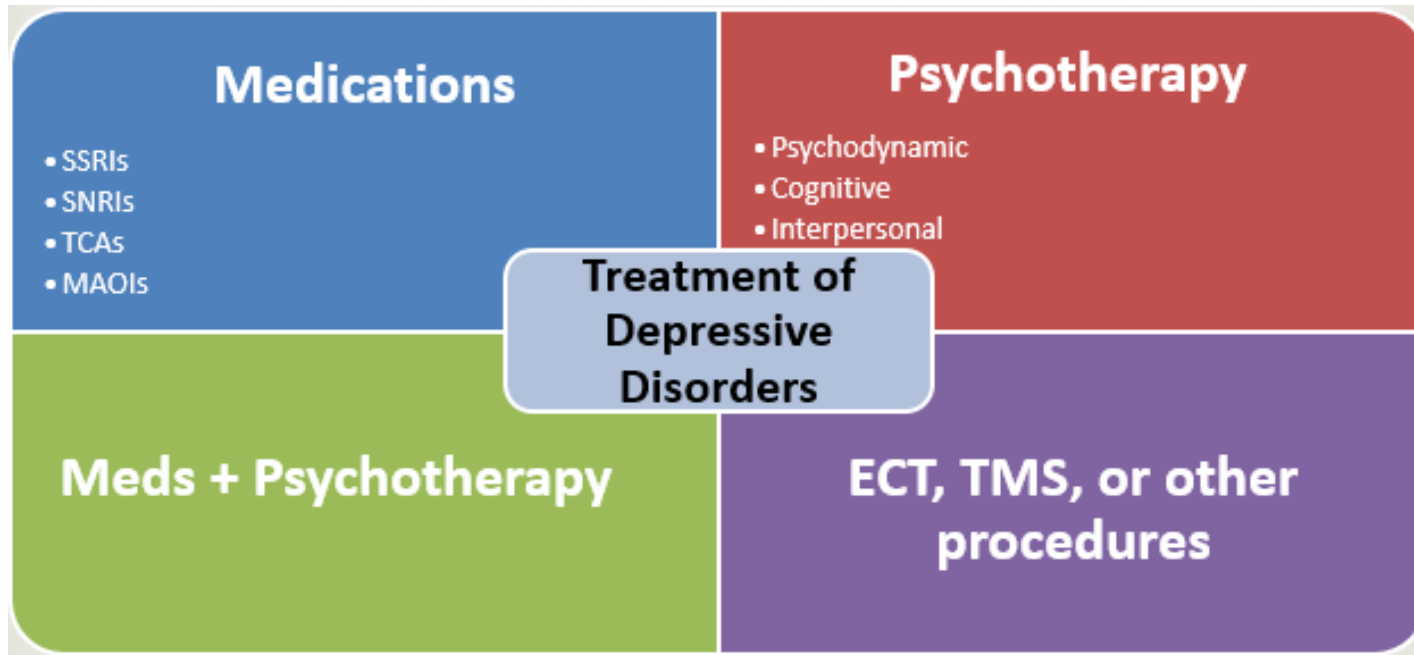 Medications
• SSRIs
• SNRIs
• TCAs
• MAOIs
Psychotherapy
• Psychodynamic
• Cognitive
• Interpersonal
Treatment of
Depressive
Disorders
Meds + Psychotherapy
ECT, TMS, or other
procedures